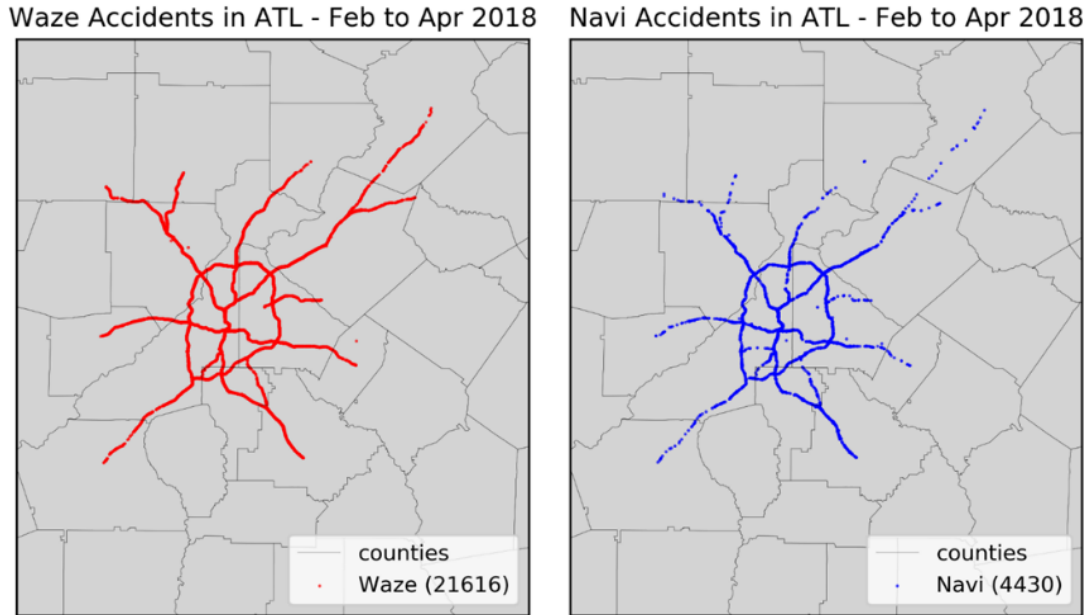 Waze Accidents in ATL - Feb to Apr 2018
counties
Waze (21616)
Navi Accidents in ATL - Feb to Apr 2018
counties
Navi (4430)